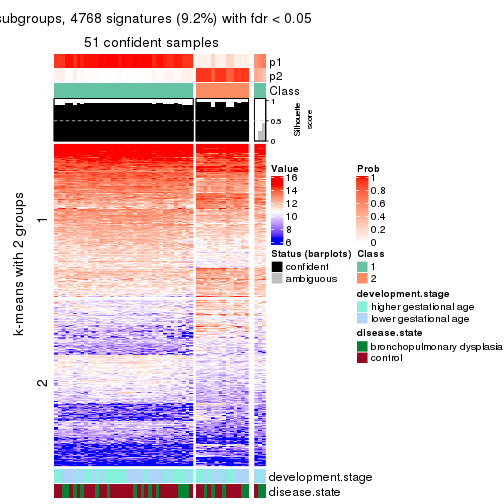 subgroups, 4768 signatures (9.2%) with fdr < 0.05
51 confident samples
p1
p2
Class
1
0.5
0
Silhouette
score
k-means with 2 groups
1
2
Value
16
14
12
10
8
6
Prob
1
0.8
0.6
0.4
0.2
0
Status (barplots)
confident
ambiguous
Class
1
2
development.stage
higher gestational age
lower gestational age
disease.state
bronchopulmonary dysplasia
control
development.stage
disease.state